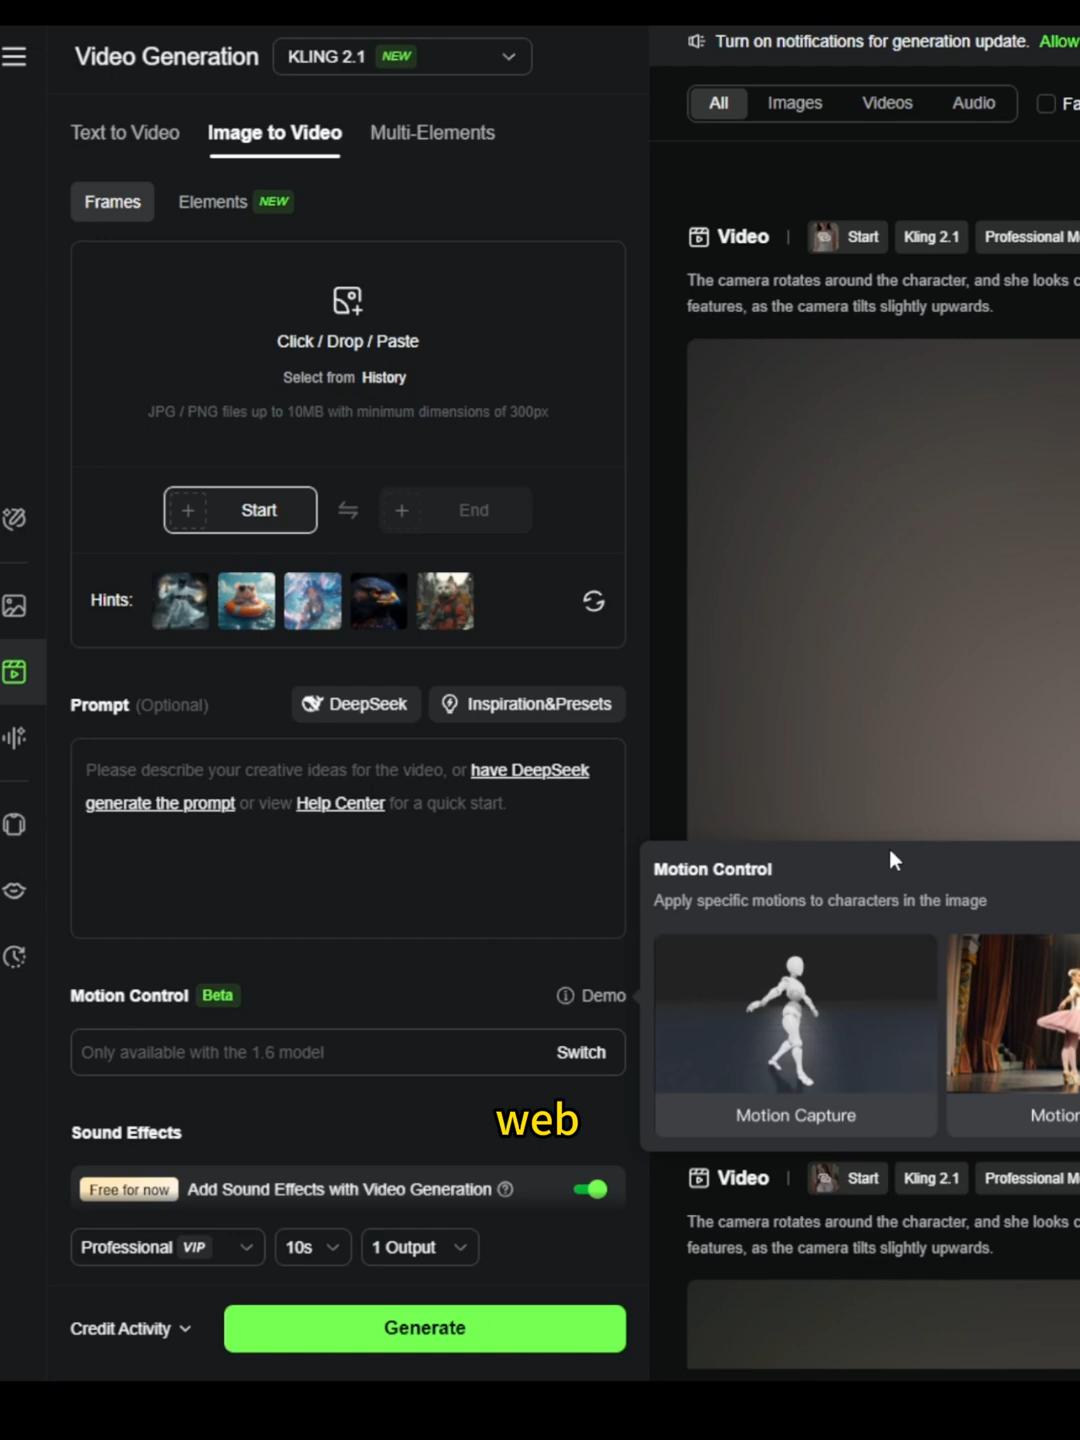 Video Generation
KLING 2.1 NEW
Text to Video
Image to Video
Multi-Elements
Frames
Elements NEW
Click / Drop / Paste
Select from History
JPG / PNG files up to 10MB with minimum dimensions of 300px
Start
End
Hints:
Prompt (Optional)
DeepSeek
Inspiration&Presets
Please describe your creative ideas for the video, or have DeepSeek
generate the prompt or view Help Center for a quick start.
Motion Control Beta
Demo
Only available with the 1.6 model
Switch
web
Sound Effects
Free for now Add Sound Effects with Video Generation
Professional VIP
10s
1 Output
Credit Activity
Generate
Turn on notifications for generation update. Allow
All
Images
Videos
Audio
Video
Start
Kling 2.1
Professional
The camera rotates around the character, and she looks
features, as the camera tilts slightly upwards.
Motion Control
Apply specific motions to characters in the image
Motion Capture
Video
Start
Kling 2.1
Professional
The camera rotates around the character, and she looks
features, as the camera tilts slightly upwards.